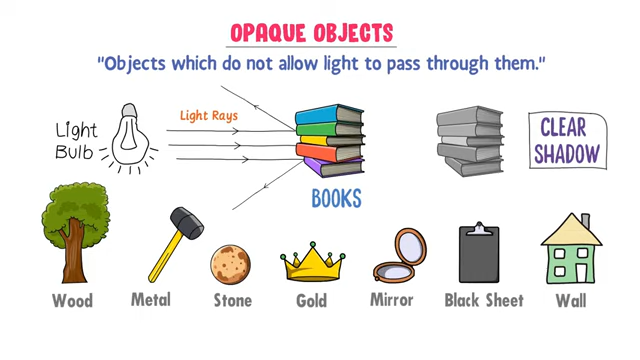 OPAQUE OBJECTS
"Objects which do not allow light to pass through them."
Light Rays
Light
Bulb
CLEAR
SHADOW
BOOKS
Wood
Metal
Stone
Gold
Mirror
Black Sheet
Wall